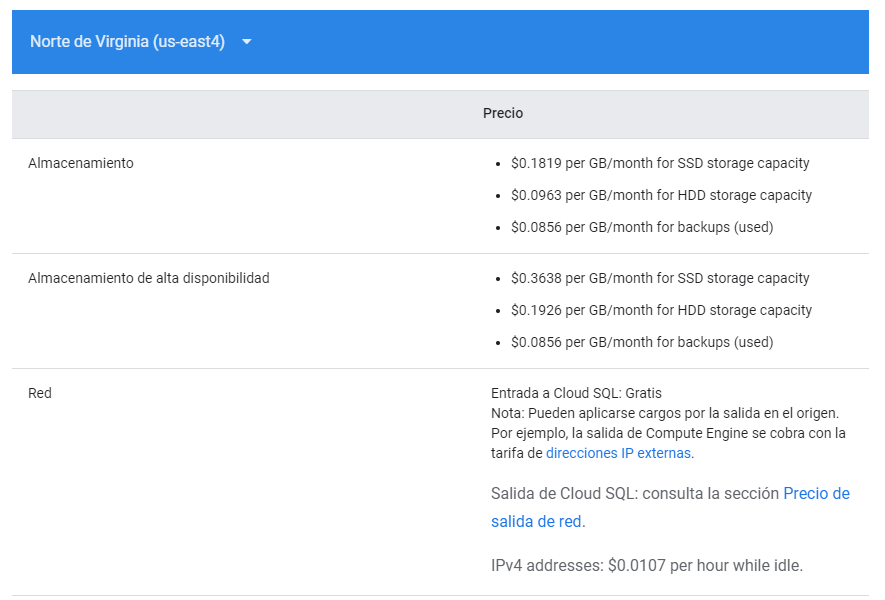 Norte de Virginia (us-east4)
Precio
Almacenamiento
• $0.1819 per GB/month for SSD storage capacity
• $0.0963 per GB/month for HDD storage capacity
• $0.0856 per GB/month for backups (used)
Almacenamiento de alta disponibilidad
• $0.3638 per GB/month for SSD storage capacity
• $0.1926 per GB/month for HDD storage capacity
• $0.0856 per GB/month for backups (used)
Red
Entrada a Cloud SQL: Gratis
Nota: Pueden aplicarse cargos por la salida en el origen.
Por ejemplo, la salida de Compute Engine se cobra con la
tarifa de direcciones IP externas.
Salida de Cloud SQL: consulta la sección Precio de
salida de red.
IPv4 addresses: $0.0107 per hour while idle.